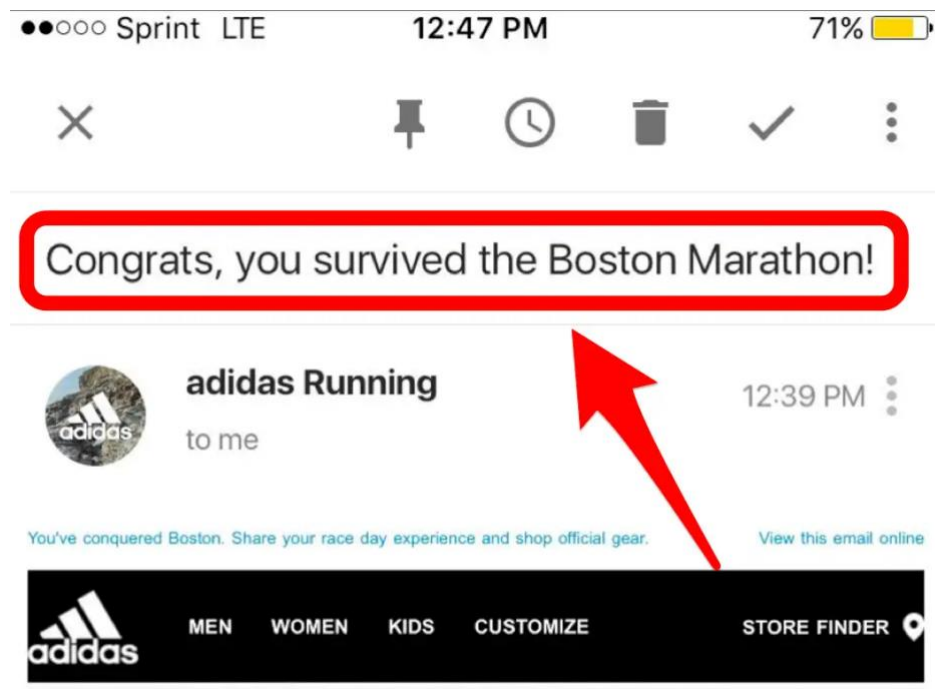 Sprint LTE 12:47 PM 71%
Congrats, you survived the Boston Marathon!
adidas Running
12:39 PM
adidas
to me
You've conquered Boston. Share your race day experience and shop official gear. View this email online
adidas MEN WOMEN KIDS CUSTOMIZE STORE FINDER